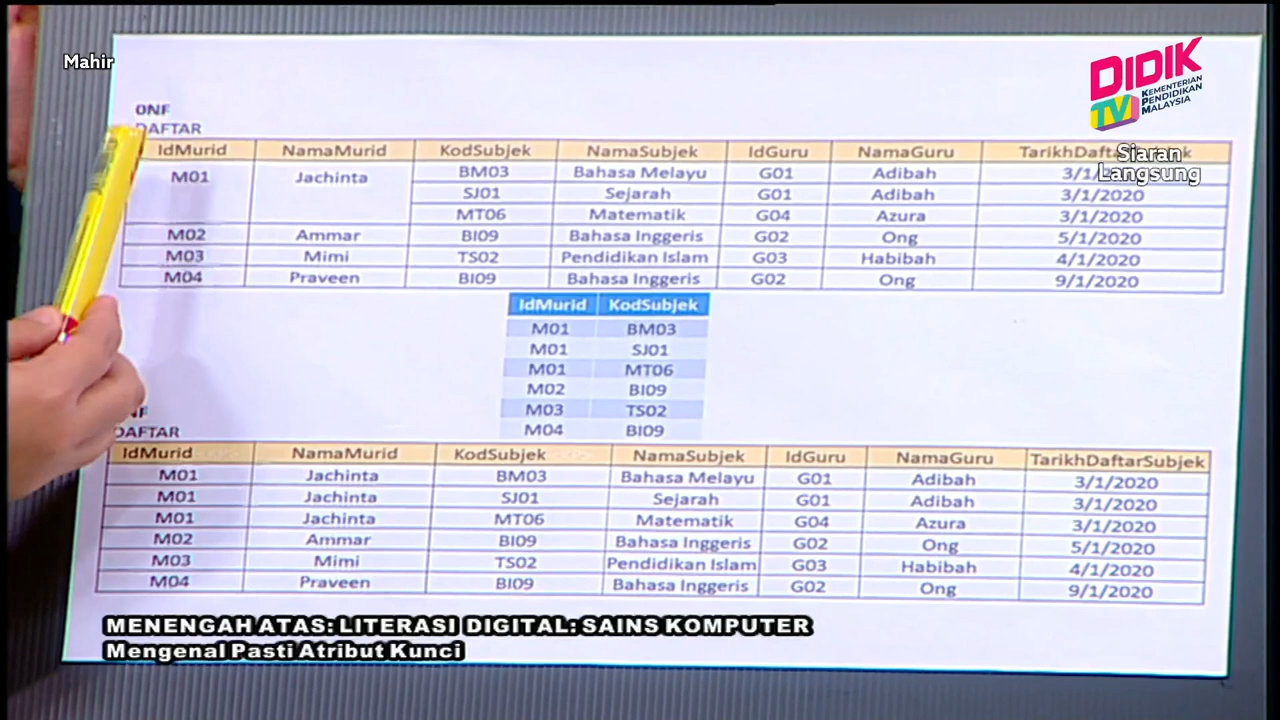 Mahir
DIDIK
TV
KEMENTERIAN
PENDIDIKAN
MALAYSIA
Siaran
Langsung
0NF
DAFTAR
IdMurid NamaMurid KodSubjek NamaSubjek IdGuru NamaGuru
M01 Jachinta BM03 Bahasa Melayu G01 Adibah
SJ01 Sejarah G01 Adibah 3/1/2020
MT06 Matematik G04 Azura 3/1/2020
M02 Ammar BI09 Bahasa Inggeris G02 Ong 5/1/2020
M03 Mimi TS02 Pendidikan Islam G03 Habibah 4/1/2020
M04 Praveen BI09 Bahasa Inggeris G02 Ong 9/1/2020
IdMurid KodSubjek
M01 BM03
M01 SJ01
M01 MT06
M02 BI09
M03 TS02
M04 BI09
DAFTAR
IdMurid NamaMurid KodSubjek NamaSubjek IdGuru NamaGuru TarikhDaftarSubjek
M01 Jachinta BM03 Bahasa Melayu G01 Adibah 3/1/2020
M01 Jachinta SJ01 Sejarah G01 Adibah 3/1/2020
M01 Jachinta MT06 Matematik G04 Azura 3/1/2020
M02 Ammar BI09 Bahasa Inggeris G02 Ong 5/1/2020
M03 Mimi TS02 Pendidikan Islam G03 Habibah 4/1/2020
M04 Praveen BI09 Bahasa Inggeris G02 Ong 9/1/2020
MENENGAH ATAS: LITERASI DIGITAL: SAINS KOMPUTER
Mengenal Pasti Atribut Kunci